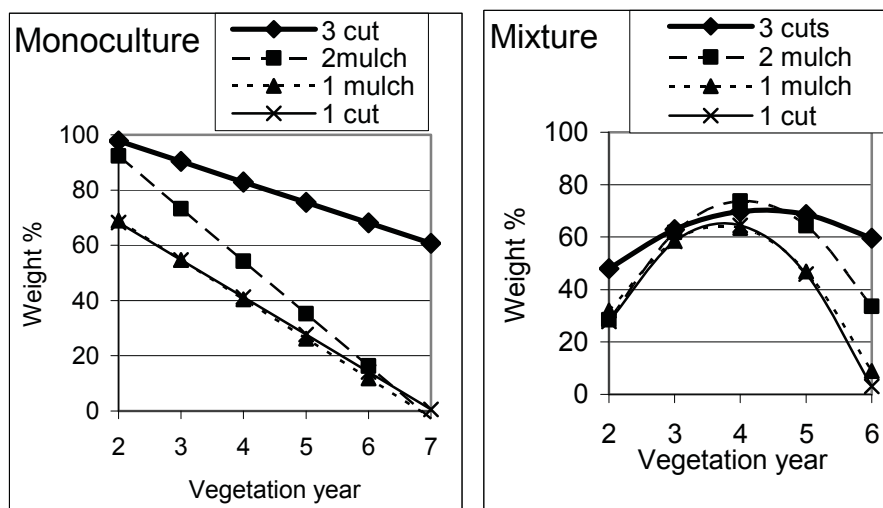 Monoculture
3 cut
2mulch
1 mulch
1 cut
100
80
60
40
20
0
Weight %
2 3 4 5 6 7
Vegetation year
Mixture
3 cuts
2 mulch
1 mulch
1 cut
100
80
60
40
20
0
Weight %
2 3 4 5 6
Vegetation year